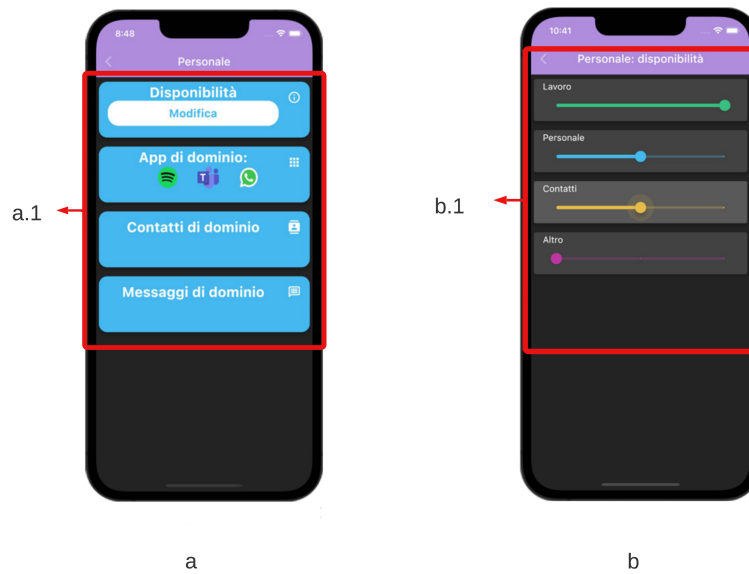 8:48
Personale
Disponibilità
Modifica
App di dominio:
Contatti di dominio
Messaggi di dominio
a.1
a
10:41
Personale: disponibilità
Lavoro
Personale
Contatti
Altro
b.1
b